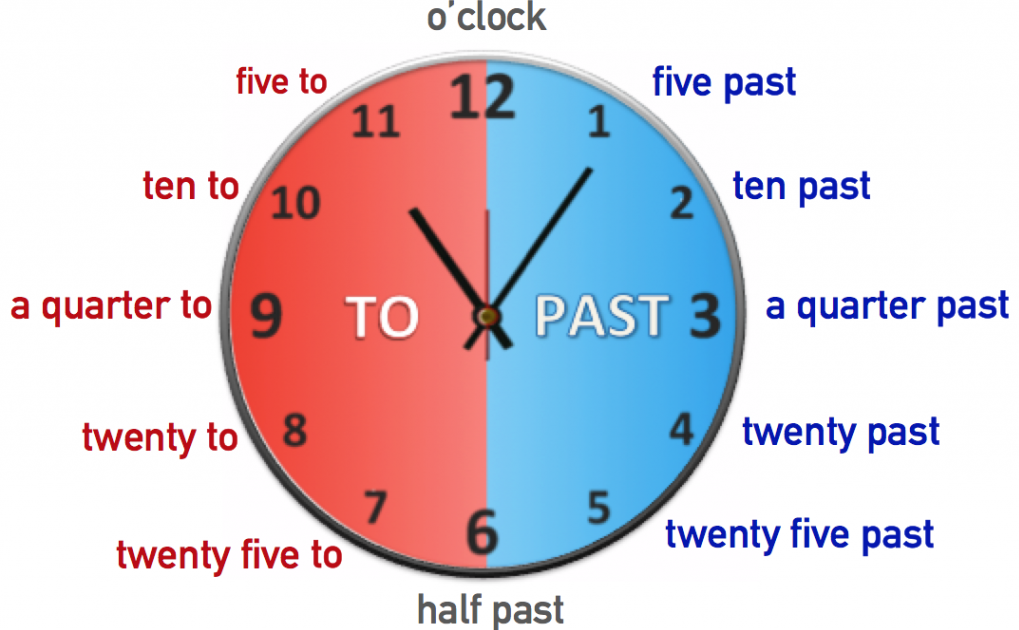 o'clock
five to
five past
12
11
1
ten to
ten past
10
2
a quarter to
9
TO
PAST
3
a quarter past
twenty to
8
4
twenty past
7
5
6
twenty five to
twenty five past
half past